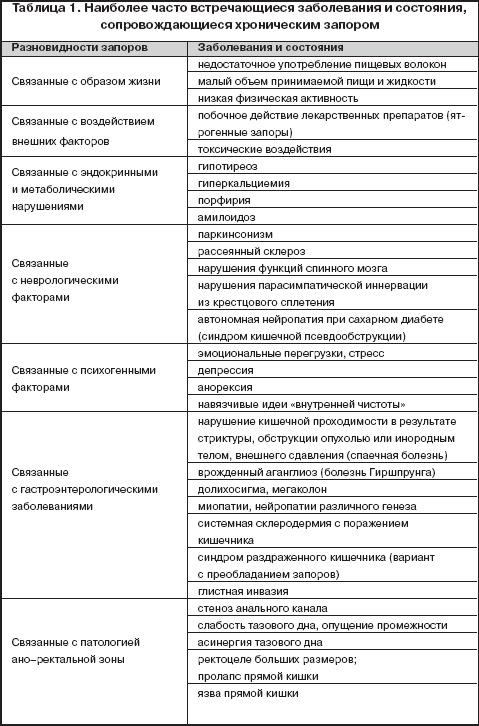 Таблица 1. Наиболее часто встречающиеся заболевания и состояния,
сопровождающиеся хроническим запором
Разновидности запоров Заболевания и состояния
Связанные с образом жизни
недостаточное употребление пищевых волокон
малый объем принимаемой пищи и жидкости
низкая физическая активность
Связанные с воздействием
внешних факторов
побочное действие лекарственных препаратов (ят-
рогенные запоры)
токсические воздействия
Связанные с эндокринными
и метаболическими
нарушениями
гипотиреоз
гиперкальциемия
порфирия
амилоидоз
Связанные
с неврологическими
факторами
паркинсонизм
рассеянный склероз
нарушения функций спинного мозга
нарушения парасимпатической иннервации
из крестцового сплетения
автономная нейропатия при сахарном диабете
(синдром кишечной псевдообструкции)
Связанные с психогенными
факторами
эмоциональные перегрузки, стресс
депрессия
анорексия
навязчивые идеи «внутренней чистоты»
Связанные
с гастроэнтерологическими
заболеваниями
нарушение кишечной проходимости в результате
стриктуры, обструкции опухолью или инородным
телом, внешнего сдавления (спаечная болезнь)
врожденный аганглиоз (болезнь Гиршпрунга)
долихосигма, мегаколон
миопатии, нейропатии различного генеза
системная склеродермия с поражением
кишечника
синдром раздраженного кишечника (вариант
с преобладанием запоров)
глистная инвазия
Связанные с патологией
ано–ректальной зоны
стеноз анального канала
слабость тазового дна, опущение промежности
асинергия тазового дна
ректоцеле больших размеров;
пролапс прямой кишки
язва прямой кишки